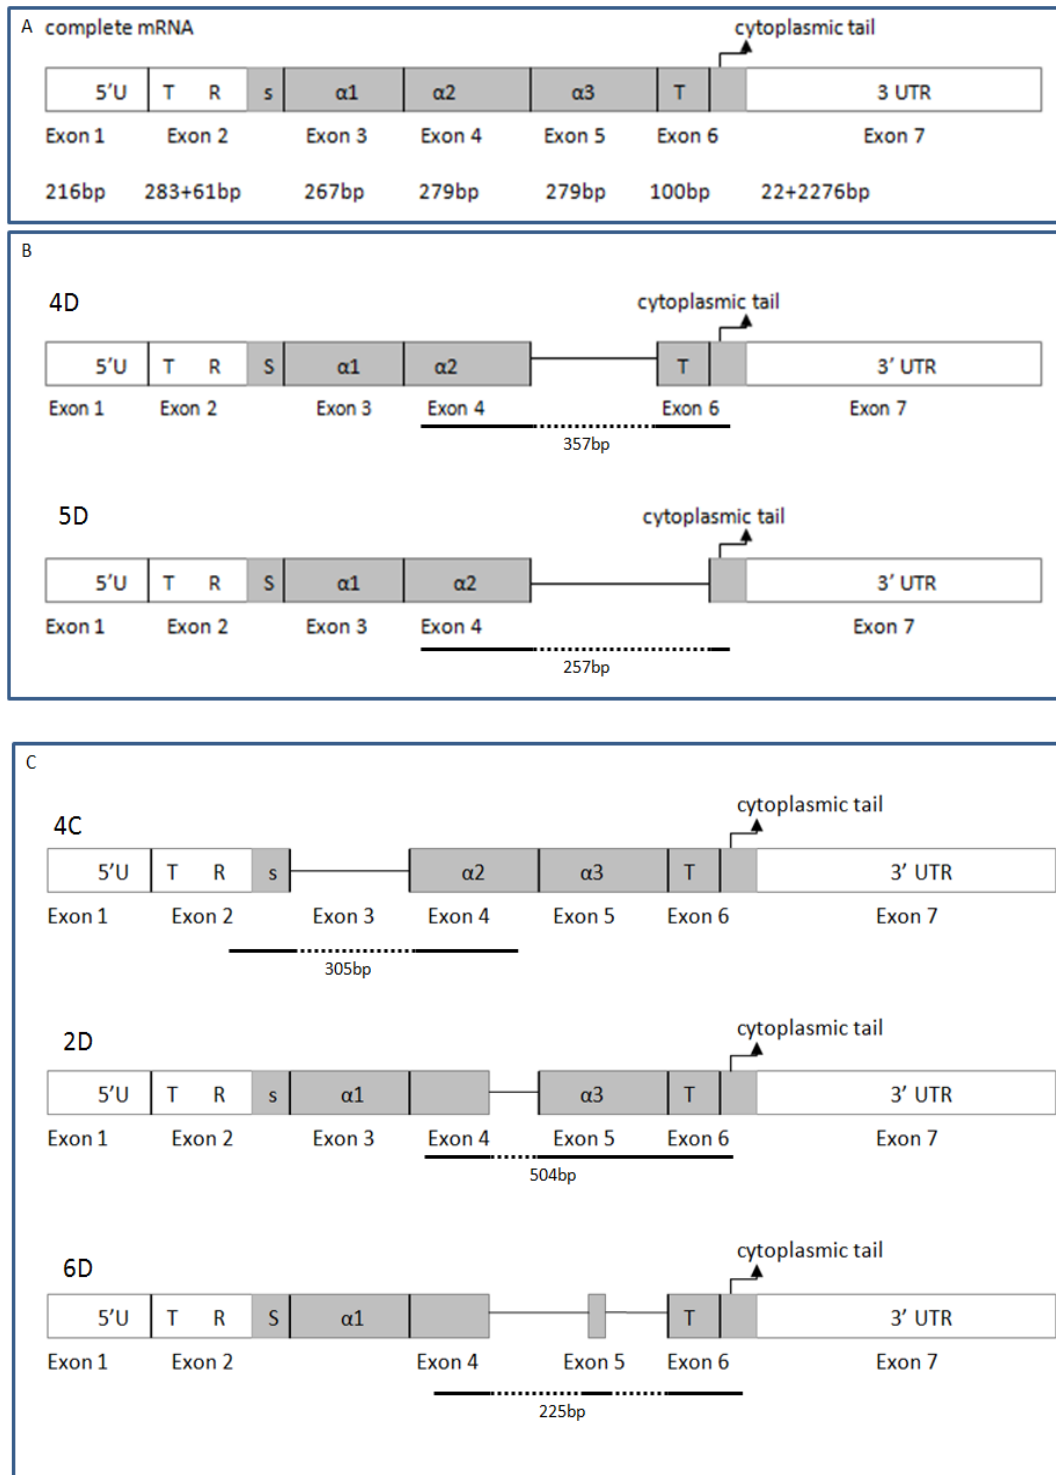 A complete mRNA
cytoplasmic tail
5'U T R s α1 α2 α3 T 3 UTR
Exon 1 Exon 2 Exon 3 Exon 4 Exon 5 Exon 6 Exon 7
216bp 283+61bp 267bp 279bp 279bp 100bp 22+2276bp
B
4D
cytoplasmic tail
5'U T R S α1 α2 T 3' UTR
Exon 1 Exon 2 Exon 3 Exon 4 Exon 6 Exon 7
357bp
5D
cytoplasmic tail
5'U T R S α1 α2 3' UTR
Exon 1 Exon 2 Exon 3 Exon 4 Exon 7
257bp
C
4C
cytoplasmic tail
5'U T R s α2 α3 T 3' UTR
Exon 1 Exon 2 Exon 3 Exon 4 Exon 5 Exon 6 Exon 7
305bp
2D
cytoplasmic tail
5'U T R s α1 α3 T 3' UTR
Exon 1 Exon 2 Exon 3 Exon 4 Exon 5 Exon 6 Exon 7
504bp
6D
cytoplasmic tail
5'U T R S α1 T 3' UTR
Exon 1 Exon 2 Exon 3 Exon 4 Exon 5 Exon 6 Exon 7
225bp